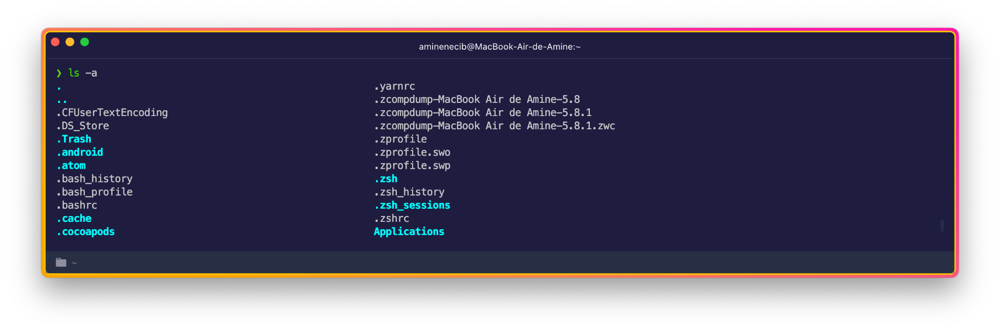 aminenecib@MacBook-Air-de-Amine:~
❯ ls -a
.
..
.CFUserTextEncoding
.DS_Store
.Trash
.android
.atom
.bash_history
.bash_profile
.bashrc
.cache
.cocoapods
.yarnrc
.zcompdump-MacBook Air de Amine-5.8
.zcompdump-MacBook Air de Amine-5.8.1
.zcompdump-MacBook Air de Amine-5.8.1.zwc
.zprofile
.zprofile.swo
.zprofile.swp
.zsh
.zsh_history
.zsh_sessions
.zshrc
Applications
~